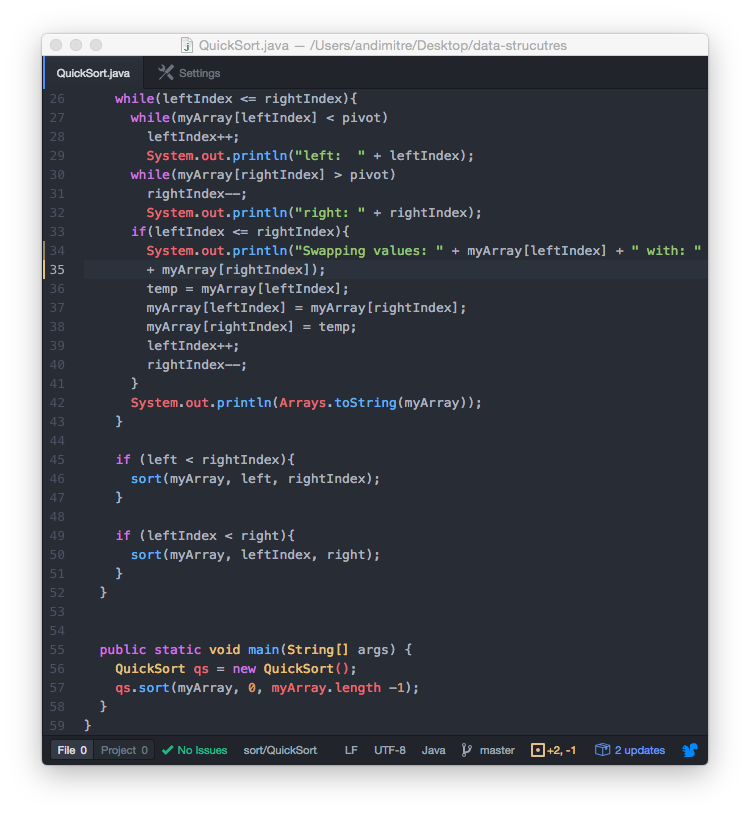 QuickSort.java — /Users/andimitre/Desktop/data-strucutres
QuickSort.java Settings
26 while(leftIndex <= rightIndex){
27 while(myArray[leftIndex] < pivot)
28 leftIndex++;
29 System.out.println("left:  " + leftIndex);
30 while(myArray[rightIndex] > pivot)
31 rightIndex--;
32 System.out.println("right: " + rightIndex);
33 if(leftIndex <= rightIndex){
34 System.out.println("Swapping values: " + myArray[leftIndex] + " with: "
35 + myArray[rightIndex]);
36 temp = myArray[leftIndex];
37 myArray[leftIndex] = myArray[rightIndex];
38 myArray[rightIndex] = temp;
39 leftIndex++;
40 rightIndex--;
41 }
42 System.out.println(Arrays.toString(myArray));
43 }
44
45 if (left < rightIndex){
46 sort(myArray, left, rightIndex);
47 }
48
49 if (leftIndex < right){
50 sort(myArray, leftIndex, right);
51 }
52 }
53
54
55 public static void main(String[] args) {
56 QuickSort qs = new QuickSort();
57 qs.sort(myArray, 0, myArray.length -1);
58 }
59 }
File 0 Project 0 No Issues sort/QuickSort LF UTF-8 Java master +2, -1 2 updates